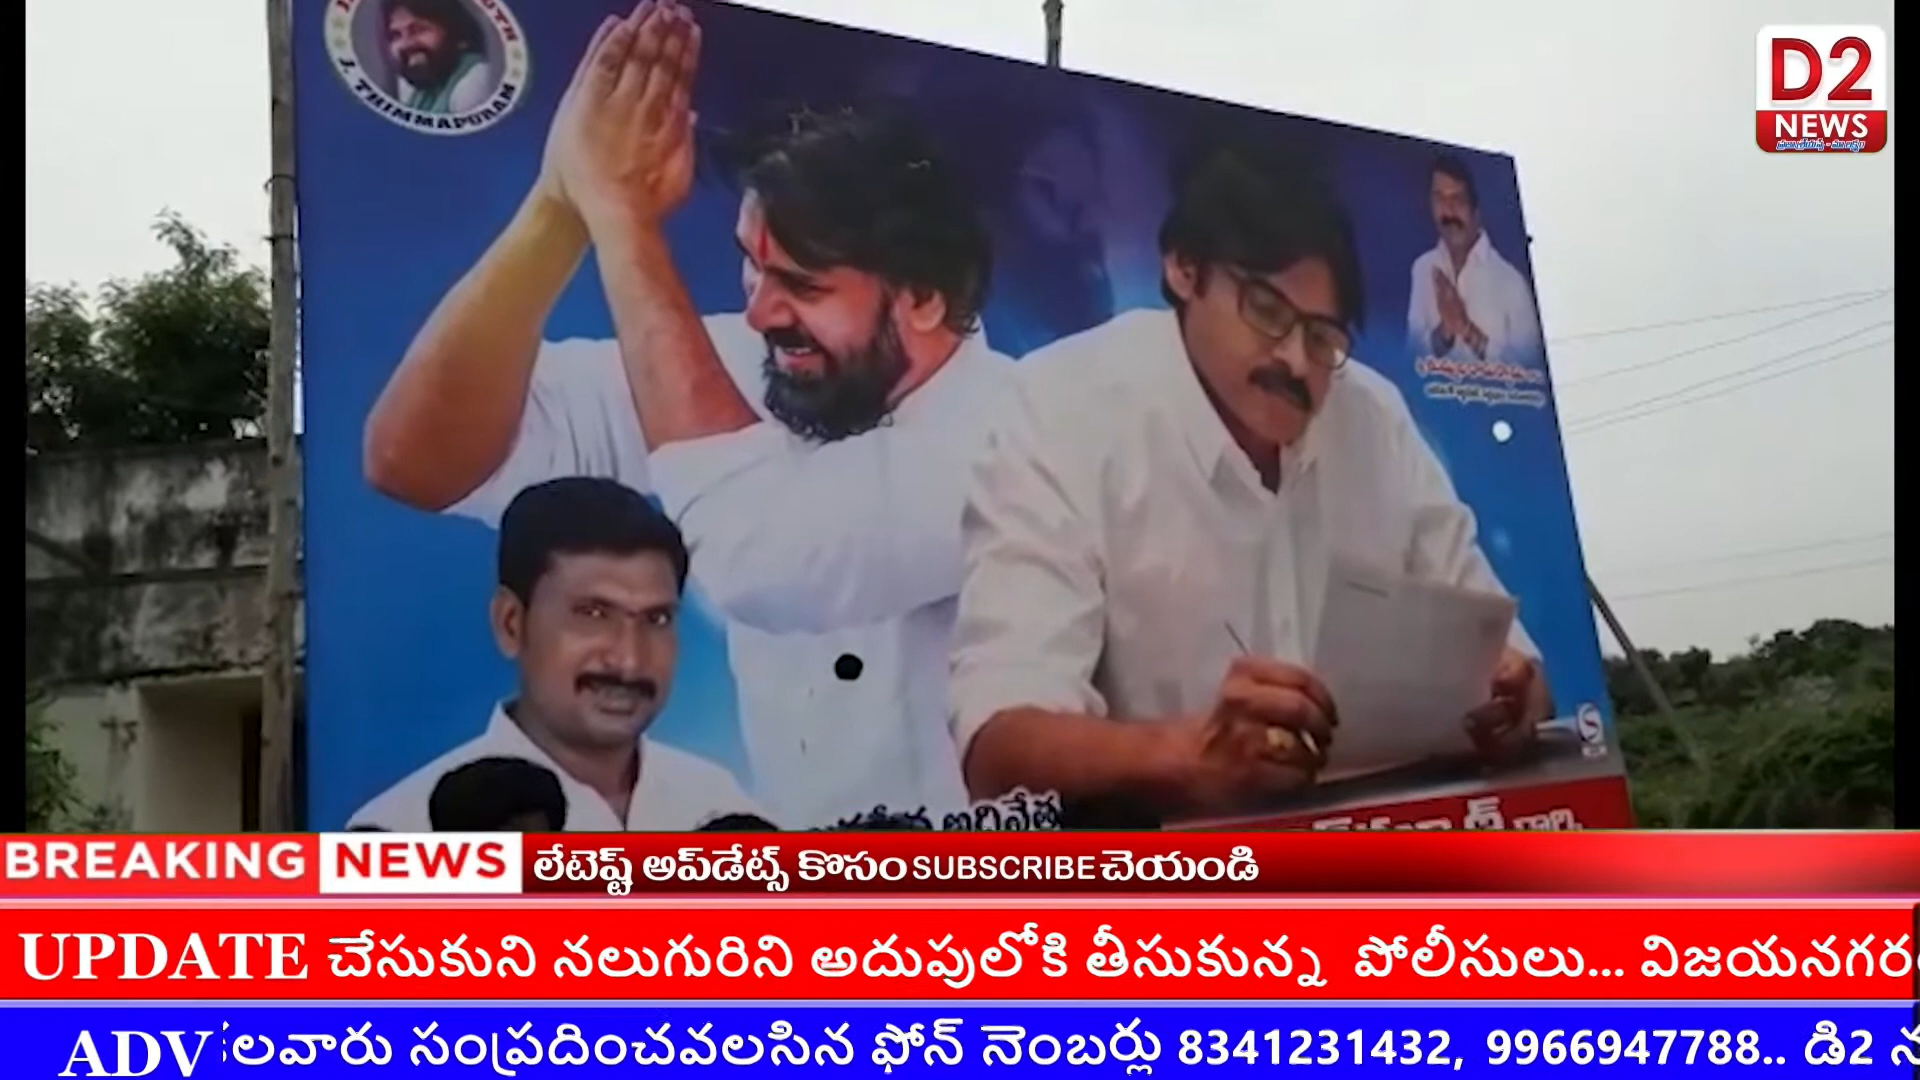 J. THIMMAPURAM
D2
NEWS
BREAKING NEWS లేటెస్ట్ అప్‌డేట్స్ కొసం SUBSCRIBE చెయండి
UPDATE చేసుకుని నలుగురిని అదుపులోకి తీసుకున్న పోలీసులు... విజయనగర
ADV లవారు సంప్రదించవలసిన ఫోన్ నెంబర్లు 8341231432, 9966947788.. డి2